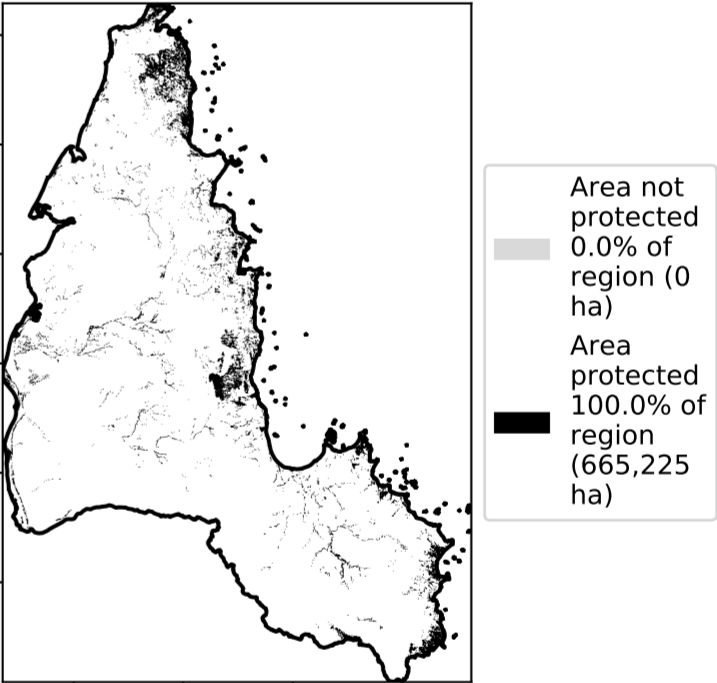 Area not
protected
0.0% of
region (0
ha)
Area
protected
100.0% of
region
(665,225
ha)